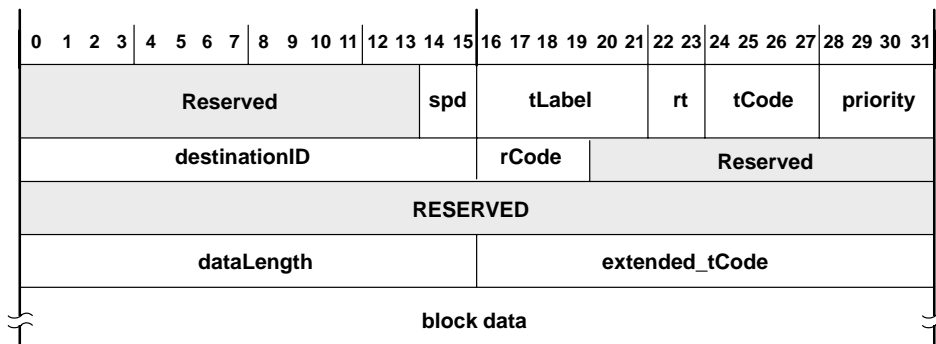 0 1 2 3 4 5 6 7 8 9 10 11 12 13 14 15 16 17 18 19 20 21 22 23 24 25 26 27 28 29 30 31
Reserved spd tLabel rt tCode priority
destinationID rCode Reserved
RESERVED
dataLength extended_tCode
block data